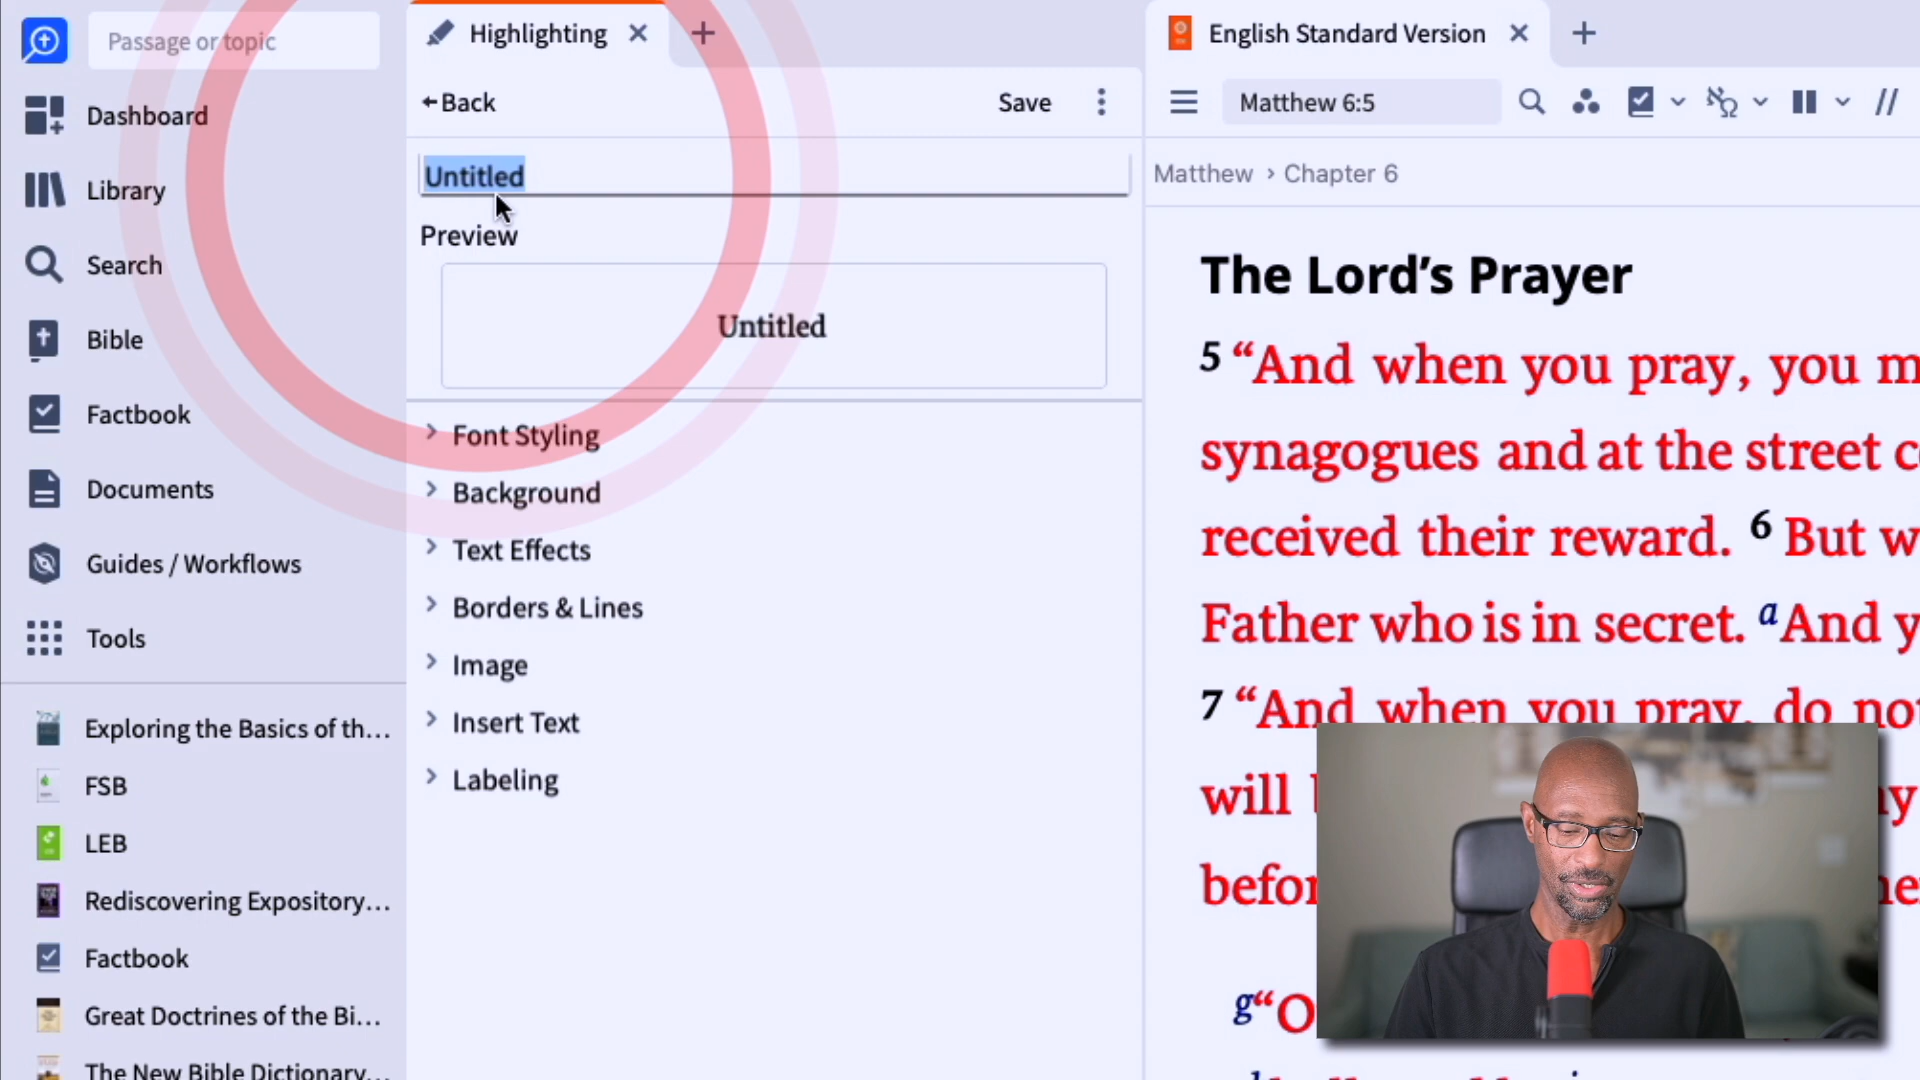 Passage or topic
Dashboard
Library
Search
Bible
Factbook
Documents
Guides / Workflows
Tools
Exploring the Basics of th...
FSB
LEB
Rediscovering Expository...
Factbook
Great Doctrines of the Bi...
The New Bible Dictionary...
Highlighting
Back
Save
Untitled
Preview
Untitled
Font Styling
Background
Text Effects
Borders & Lines
Image
Insert Text
Labeling
English Standard Version
Matthew 6:5
Matthew > Chapter 6
The Lord's Prayer
5 “And when you pray, you m
synagogues and at the street c
received their reward. 6 But w
Father who is in secret. a And y
7 “And when you pray, do no
will
befor
g “O